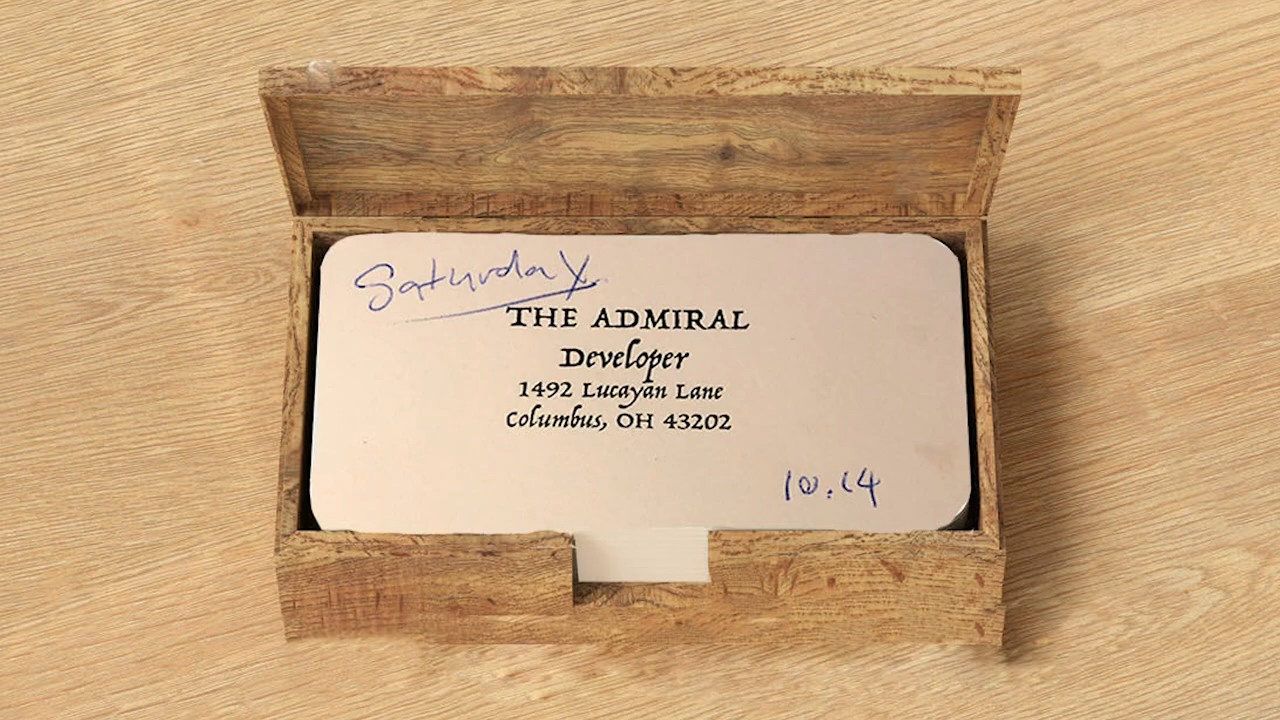 Saturday
THE ADMIRAL
Developer
1492 Lucayan Lane
Columbus, OH 43202
10.14